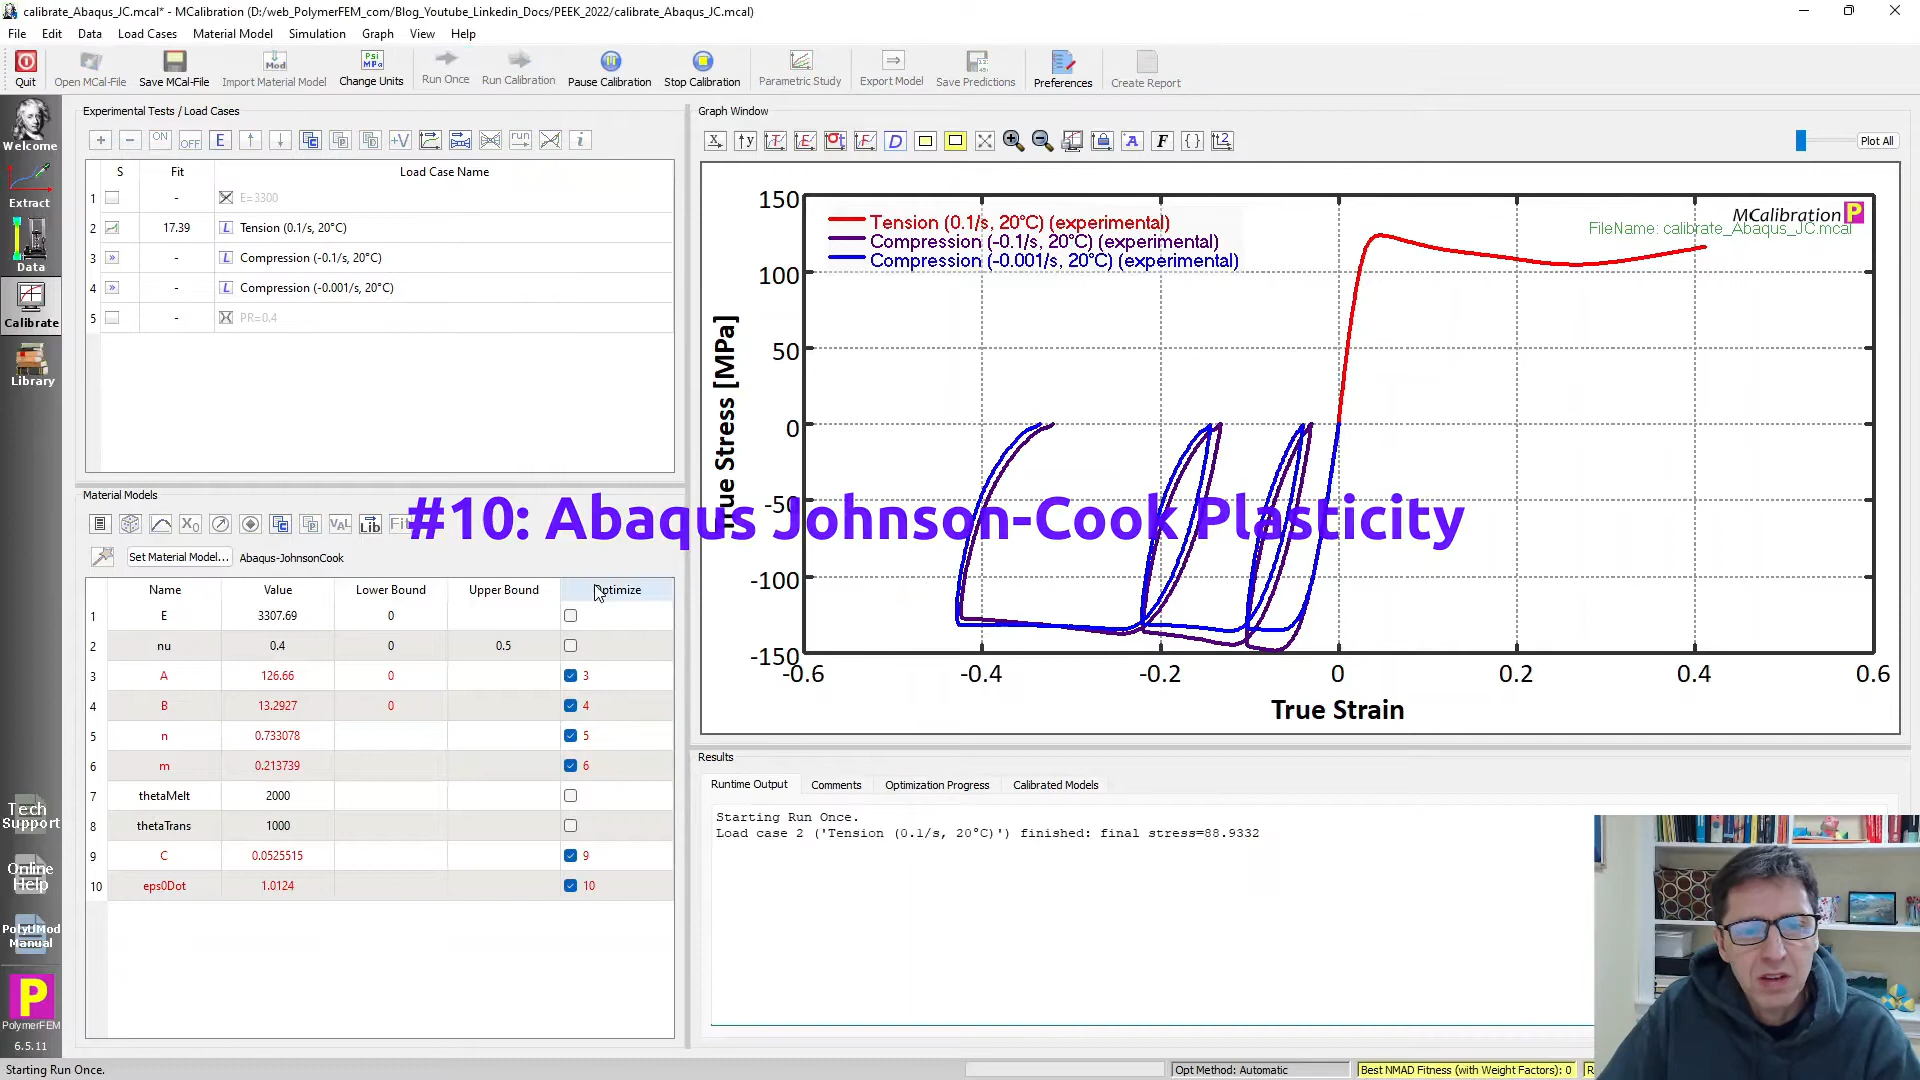 calibrate_Abaqus_JC.mcal* - MCalibration (D:/web_PolymerFEM_com/Blog_Youtube_Linkedin_Docs/PEEK_2022/calibrate_Abaqus_JC.mcal)
File Edit Data Load Cases Material Model Simulation Graph View Help
Quit Open MCal-File Save MCal-File Import Material Model Change Units Run Once Run Calibration Pause Calibration Stop Calibration Parametric Study Export Model Save Predictions Preferences Create Report
Welcome
Extract
Data
Calibrate
Library
Tech Support
Online Help
PolyUMod Manual
PolymerFEM
6.5.11
Experimental Tests / Load Cases
S Fit Load Case Name
1 - E=3300
2 17.39 L Tension (0.1/s, 20°C)
3 - L Compression (-0.1/s, 20°C)
4 - L Compression (-0.001/s, 20°C)
5 - PR=0.4
Material Models
Set Material Model... Abaqus-JohnsonCook
Name Value Lower Bound Upper Bound Optimize
1 E 3307.69 0
2 nu 0.4 0 0.5
3 A 126.66 0 3
4 B 13.2927 0 4
5 n 0.733078 5
6 m 0.213739 6
7 thetaMelt 2000
8 thetaTrans 1000
9 C 0.0525515 9
10 eps0Dot 1.0124 10
#10: Abaqus Johnson-Cook Plasticity
Graph Window
Plot All
Tension (0.1/s, 20°C) (experimental)
Compression (-0.1/s, 20°C) (experimental)
Compression (-0.001/s, 20°C) (experimental)
MCalibration P
FileName: calibrate_Abaqus_JC.mcal
True Stress [MPa]
150
100
50
0
-50
-100
-150
-0.6 -0.4 -0.2 0 0.2 0.4 0.6
True Strain
Results
Runtime Output Comments Optimization Progress Calibrated Models
Starting Run Once.
Load case 2 ('Tension (0.1/s, 20°C)') finished: final stress=88.9332
Starting Run Once.
Opt Method: Automatic
Best NMAD Fitness (with Weight Factors): 0